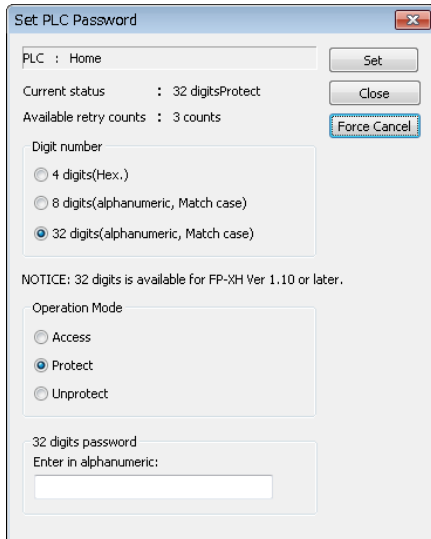 Set PLC Password
PLC : Home
Set
Current status : 32 digitsProtect
Close
Available retry counts : 3 counts
Force Cancel
Digit number
4 digits(Hex.)
8 digits(alphanumeric, Match case)
32 digits(alphanumeric, Match case)
NOTICE: 32 digits is available for FP-XH Ver 1.10 or later.
Operation Mode
Access
Protect
Unprotect
32 digits password
Enter in alphanumeric: